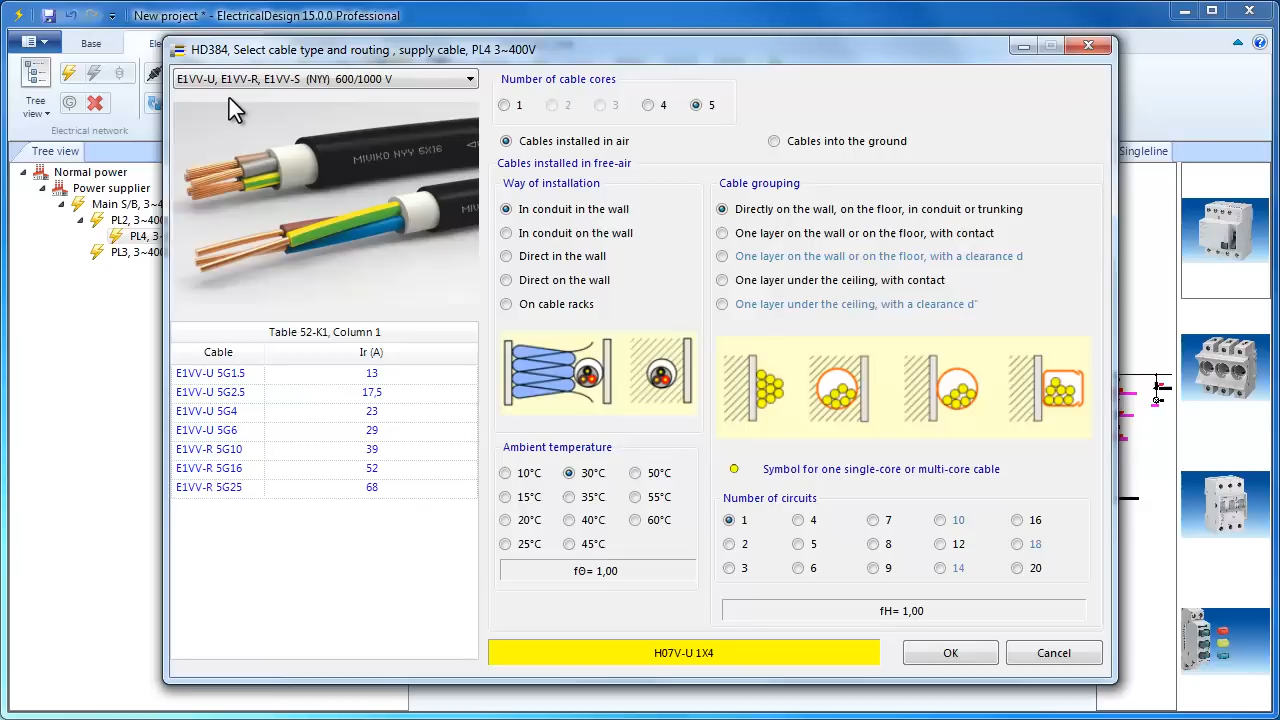 New project * - ElectricalDesign 15.0.0 Professional
Base
Ele
HD384, Select cable type and routing , supply cable, PL4 3~400V
E1VV-U, E1VV-R, E1VV-S (NYY) 600/1000 V
Tree
view
Electrical network
Tree view
Singleline
Normal power
Power supplier
Main S/B, 3~4
PL2, 3~400
PL4, 3~
PL3, 3~400
MIVIKO NYY 5X16
MIV
Table 52-K1, Column 1
Cable Ir (A)
E1VV-U 5G1.5 13
E1VV-U 5G2.5 17,5
E1VV-U 5G4 23
E1VV-U 5G6 29
E1VV-R 5G10 39
E1VV-R 5G16 52
E1VV-R 5G25 68
Number of cable cores
1 2 3 4 5
Cables installed in air Cables into the ground
Cables installed in free-air
Way of installation
In conduit in the wall
In conduit on the wall
Direct in the wall
Direct on the wall
On cable racks
Cable grouping
Directly on the wall, on the floor, in conduit or trunking
One layer on the wall or on the floor, with contact
One layer on the wall or on the floor, with a clearance d
One layer under the ceiling, with contact
One layer under the ceiling, with a clearance d"
Ambient temperature
10°C 30°C 50°C
15°C 35°C 55°C
20°C 40°C 60°C
25°C 45°C
fΘ= 1,00
Symbol for one single-core or multi-core cable
Number of circuits
1 4 7 10 16
2 5 8 12 18
3 6 9 14 20
fH= 1,00
H07V-U 1X4
OK
Cancel